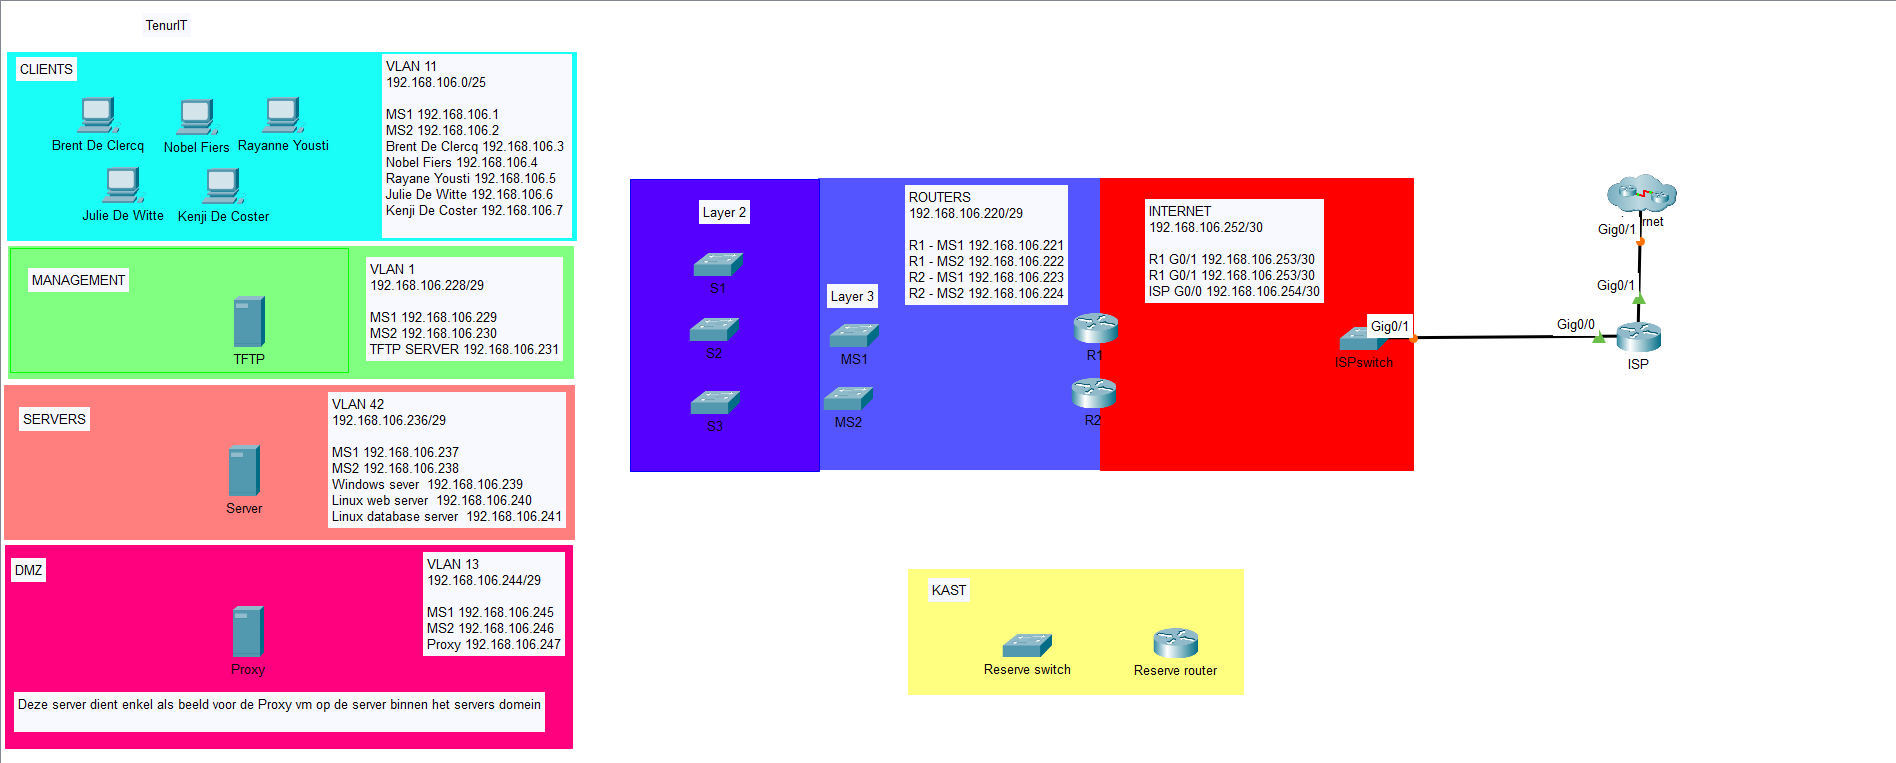 TenurIT
CLIENTS
Brent De Clercq
Nobel Fiers
Rayanne Yousti
Julie De Witte
Kenji De Coster
VLAN 11
192.168.106.0/25
MS1 192.168.106.1
MS2 192.168.106.2
Brent De Clercq 192.168.106.3
Nobel Fiers 192.168.106.4
Rayane Yousti 192.168.106.5
Julie De Witte 192.168.106.6
Kenji De Coster 192.168.106.7
MANAGEMENT
TFTP
VLAN 1
192.168.106.228/29
MS1 192.168.106.229
MS2 192.168.106.230
TFTP SERVER 192.168.106.231
SERVERS
Server
VLAN 42
192.168.106.236/29
MS1 192.168.106.237
MS2 192.168.106.238
Windows sever 192.168.106.239
Linux web server 192.168.106.240
Linux database server 192.168.106.241
DMZ
Proxy
VLAN 13
192.168.106.244/29
MS1 192.168.106.245
MS2 192.168.106.246
Proxy 192.168.106.247
Deze server dient enkel als beeld voor de Proxy vm op de server binnen het servers domein
Layer 2
S1
S2
S3
Layer 3
MS1
MS2
ROUTERS
192.168.106.220/29
R1 - MS1 192.168.106.221
R1 - MS2 192.168.106.222
R2 - MS1 192.168.106.223
R2 - MS2 192.168.106.224
R1
R2
INTERNET
192.168.106.252/30
R1 G0/1 192.168.106.253/30
R1 G0/1 192.168.106.253/30
ISP G0/0 192.168.106.254/30
Gig0/1
ISPswitch
Gig0/0
ISP
Gig0/1
Gig0/1
rnet
KAST
Reserve switch
Reserve router